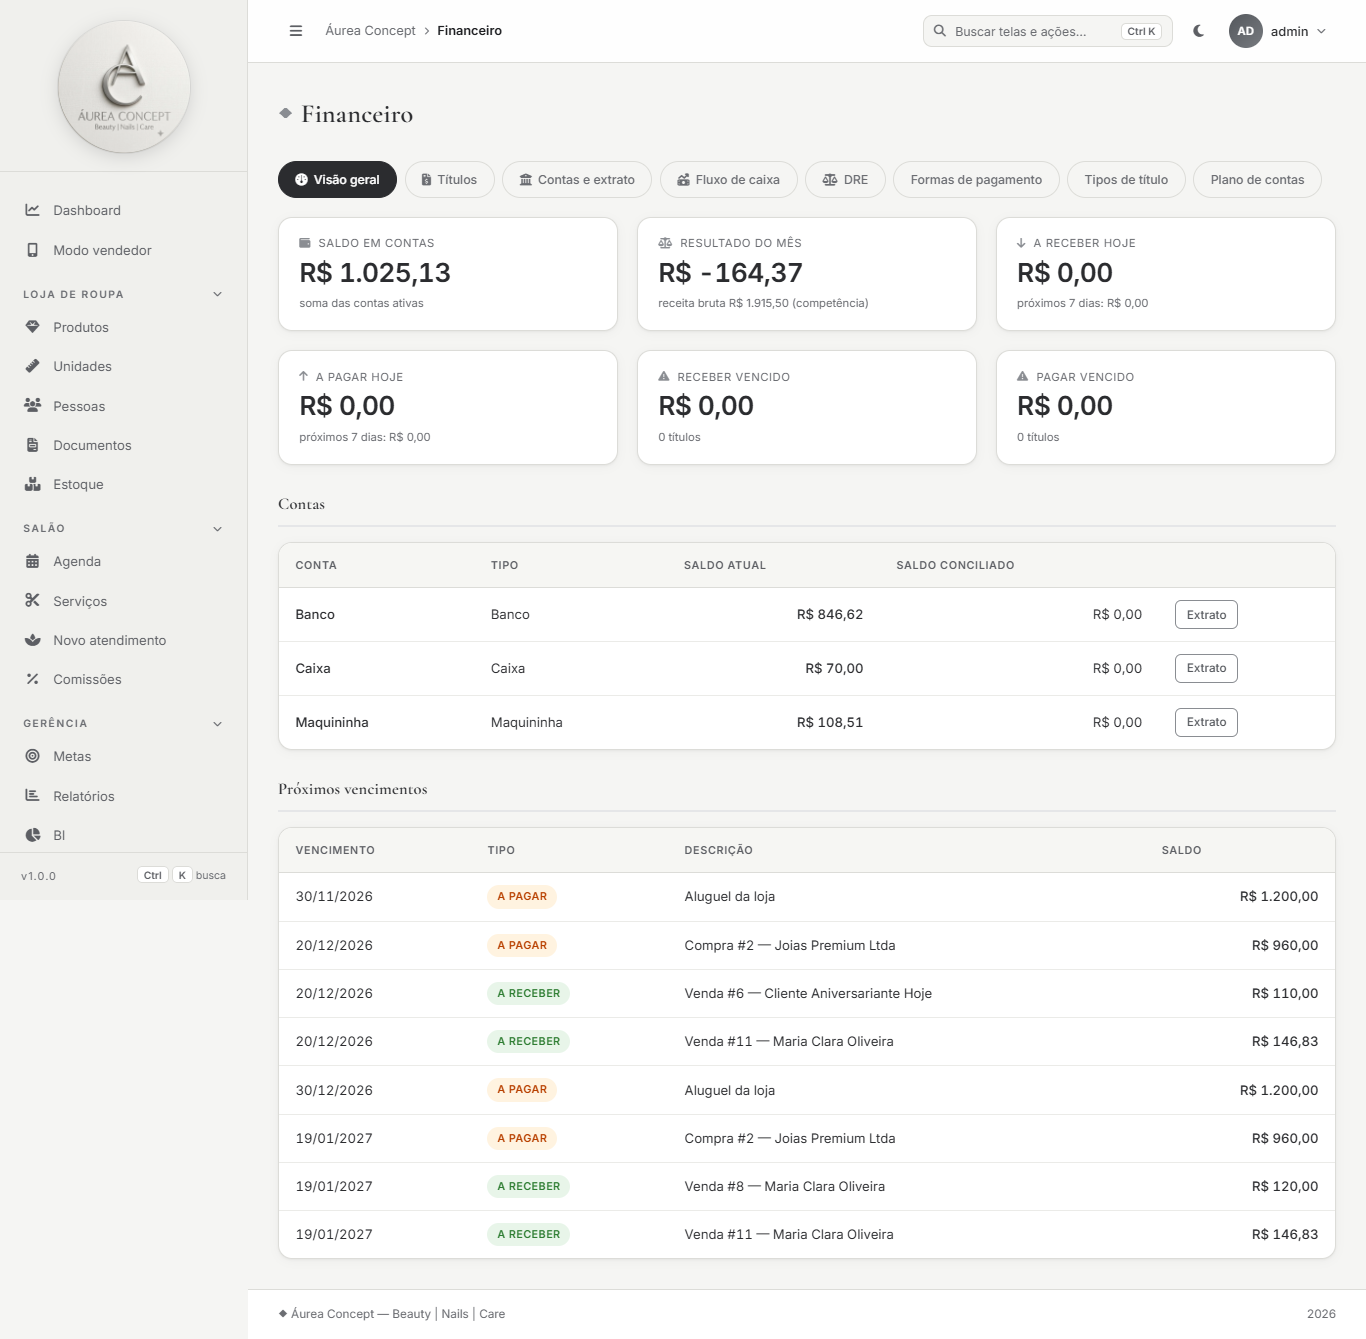 ÁUREA CONCEPT
Beauty | Nails | Care
Dashboard
Modo vendedor
LOJA DE ROUPA
Produtos
Unidades
Pessoas
Documentos
Estoque
SALÃO
Agenda
Serviços
Novo atendimento
Comissões
GERÊNCIA
Metas
Relatórios
BI
v1.0.0 Ctrl K busca
Áurea Concept › Financeiro
Buscar telas e ações... Ctrl K
AD admin
Financeiro
Visão geral Títulos Contas e extrato Fluxo de caixa DRE Formas de pagamento Tipos de título Plano de contas
SALDO EM CONTAS
R$ 1.025,13
soma das contas ativas
RESULTADO DO MÊS
R$ -164,37
receita bruta R$ 1.915,50 (competência)
A RECEBER HOJE
R$ 0,00
próximos 7 dias: R$ 0,00
A PAGAR HOJE
R$ 0,00
próximos 7 dias: R$ 0,00
RECEBER VENCIDO
R$ 0,00
0 títulos
PAGAR VENCIDO
R$ 0,00
0 títulos
Contas
CONTA TIPO SALDO ATUAL SALDO CONCILIADO
Banco Banco R$ 846,62 R$ 0,00 Extrato
Caixa Caixa R$ 70,00 R$ 0,00 Extrato
Maquininha Maquininha R$ 108,51 R$ 0,00 Extrato
Próximos vencimentos
VENCIMENTO TIPO DESCRIÇÃO SALDO
30/11/2026 A PAGAR Aluguel da loja R$ 1.200,00
20/12/2026 A PAGAR Compra #2 — Joias Premium Ltda R$ 960,00
20/12/2026 A RECEBER Venda #6 — Cliente Aniversariante Hoje R$ 110,00
20/12/2026 A RECEBER Venda #11 — Maria Clara Oliveira R$ 146,83
30/12/2026 A PAGAR Aluguel da loja R$ 1.200,00
19/01/2027 A PAGAR Compra #2 — Joias Premium Ltda R$ 960,00
19/01/2027 A RECEBER Venda #8 — Maria Clara Oliveira R$ 120,00
19/01/2027 A RECEBER Venda #11 — Maria Clara Oliveira R$ 146,83
Áurea Concept — Beauty | Nails | Care 2026